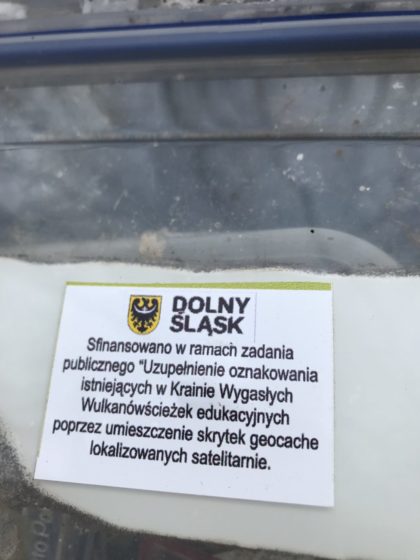 DOLNY
ŚLĄSK
Sfinansowano w ramach zadania
publicznego "Uzupełnienie oznakowania
istniejących w Krainie Wygasłych
Wulkanówścieżek edukacyjnych
poprzez umieszczenie skrytek geocache
lokalizowanych satelitarnie.